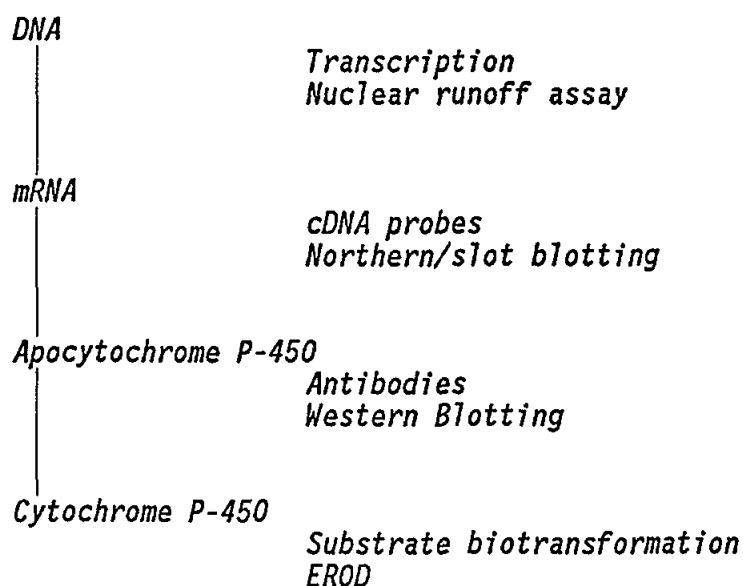 DNA
Transcription
Nuclear runoff assay
mRNA
cDNA probes
Northern/slot blotting
Apocytochrome P-450
Antibodies
Western Blotting
Cytochrome P-450
Substrate biotransformation
EROD